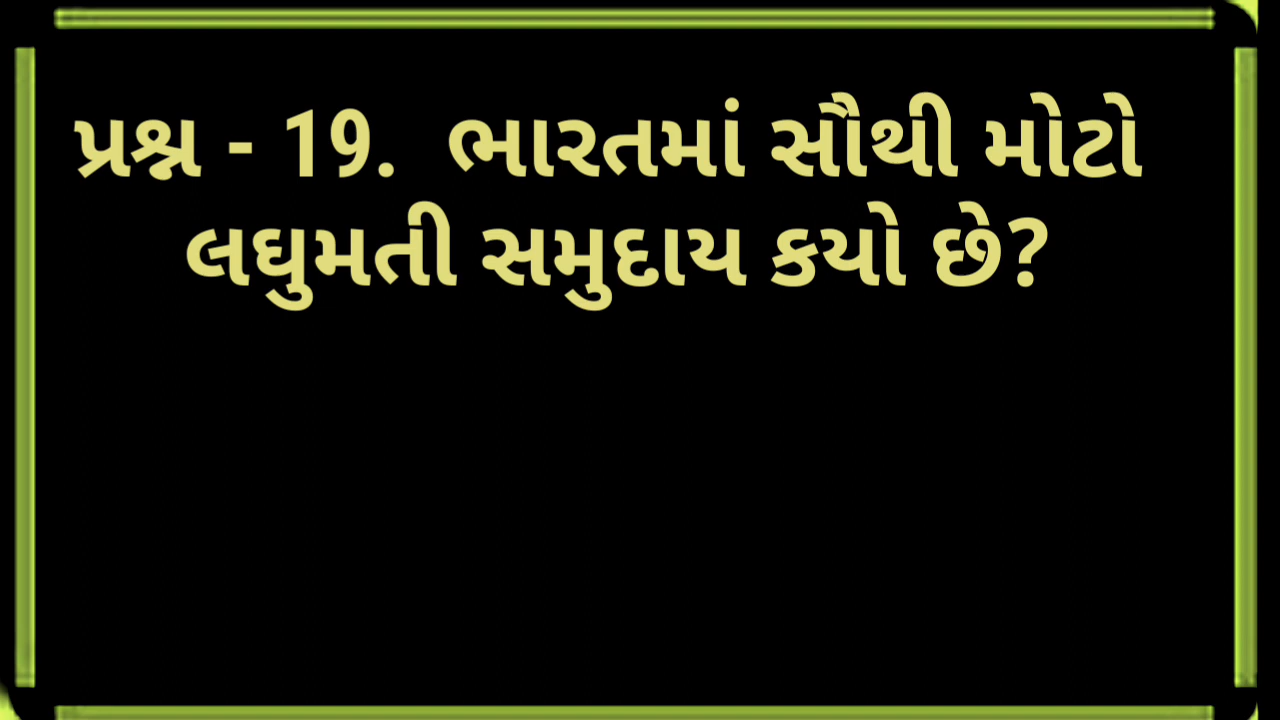 પ્રશ્ન - 19. ભારતમાં સૌથી મોટો
લઘુમતી સમુદાય કયો છે?